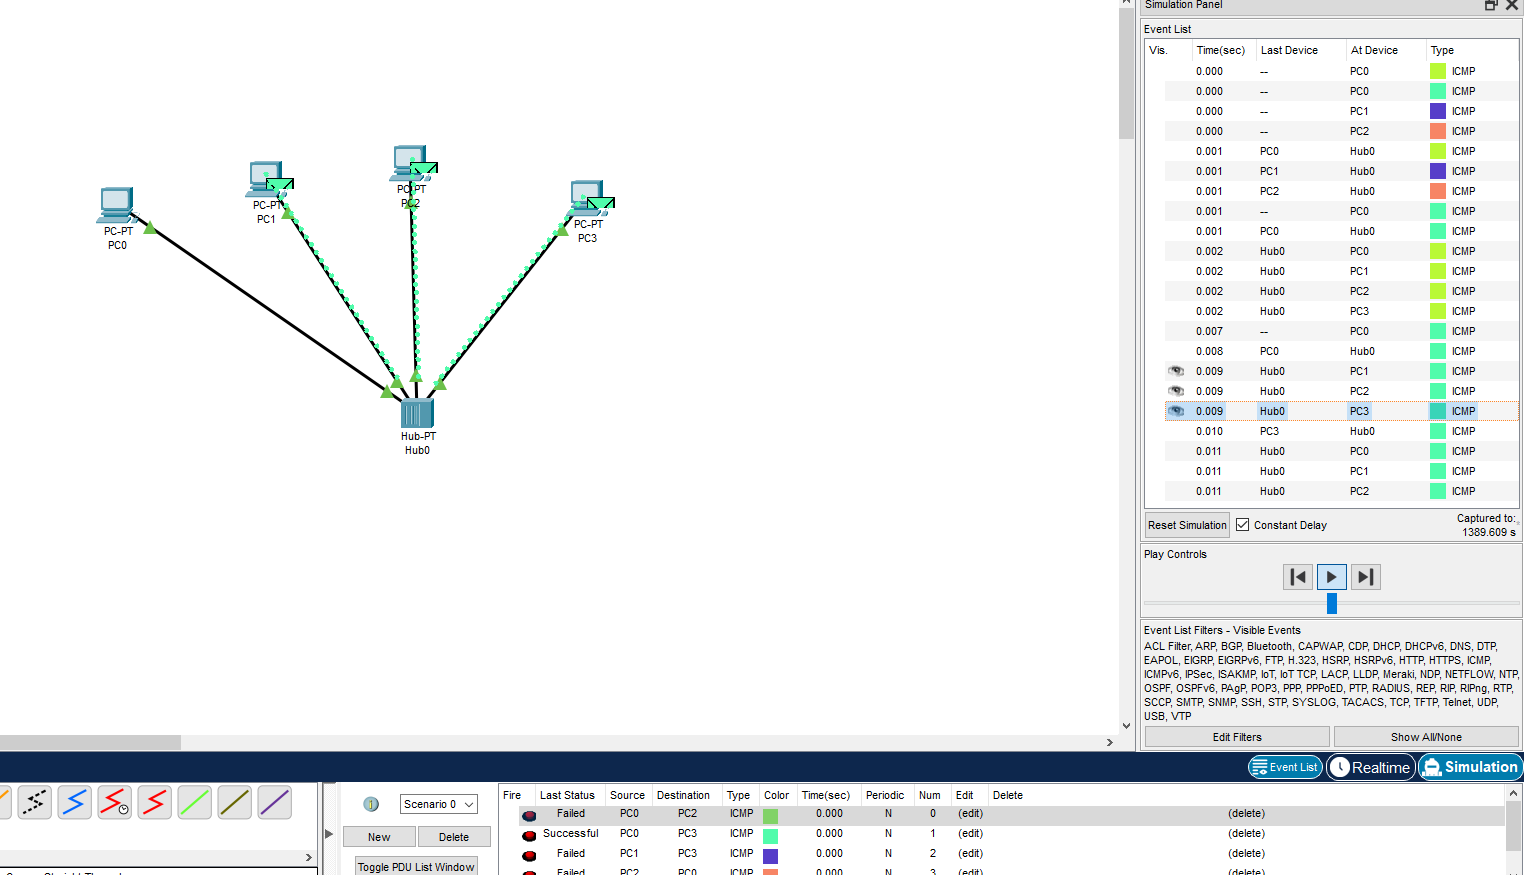 Simulation Panel
Event List
Vis. Time(sec) Last Device At Device Type
0.000 -- PC0 ICMP
0.000 -- PC0 ICMP
0.000 -- PC1 ICMP
0.000 -- PC2 ICMP
0.001 PC0 Hub0 ICMP
0.001 PC1 Hub0 ICMP
0.001 PC2 Hub0 ICMP
0.001 -- PC0 ICMP
0.001 PC0 Hub0 ICMP
0.002 Hub0 PC0 ICMP
0.002 Hub0 PC1 ICMP
0.002 Hub0 PC2 ICMP
0.002 Hub0 PC3 ICMP
0.007 -- PC0 ICMP
0.008 PC0 Hub0 ICMP
0.009 Hub0 PC1 ICMP
0.009 Hub0 PC2 ICMP
0.009 Hub0 PC3 ICMP
0.010 PC3 Hub0 ICMP
0.011 Hub0 PC0 ICMP
0.011 Hub0 PC1 ICMP
0.011 Hub0 PC2 ICMP
Reset Simulation Constant Delay
Captured to:
1389.609 s
Play Controls
Event List Filters - Visible Events
ACL Filter, ARP, BGP, Bluetooth, CAPWAP, CDP, DHCP, DHCPv6, DNS, DTP,
EAPOL, EIGRP, EIGRPv6, FTP, H.323, HSRP, HSRPv6, HTTP, HTTPS, ICMP,
ICMPv6, IPSec, ISAKMP, IoT, IoT TCP, LACP, LLDP, Meraki, NDP, NETFLOW, NTP,
OSPF, OSPFv6, PAgP, POP3, PPP, PPPoED, PTP, RADIUS, REP, RIP, RIPng, RTP,
SCCP, SMTP, SNMP, SSH, STP, SYSLOG, TACACS, TCP, TFTP, Telnet, UDP,
USB, VTP
Edit Filters Show All/None
PC-PT
PC0
PC-PT
PC1
PC-PT
PC2
PC-PT
PC3
Hub-PT
Hub0
Event List Realtime Simulation
Scenario 0
New Delete
Toggle PDU List Window
Fire Last Status Source Destination Type Color Time(sec) Periodic Num Edit Delete
Failed PC0 PC2 ICMP 0.000 N 0 (edit) (delete)
Successful PC0 PC3 ICMP 0.000 N 1 (edit) (delete)
Failed PC1 PC3 ICMP 0.000 N 2 (edit) (delete)
Failed PC2 PC0 ICMP 0.000 N 3 (edit) (delete)